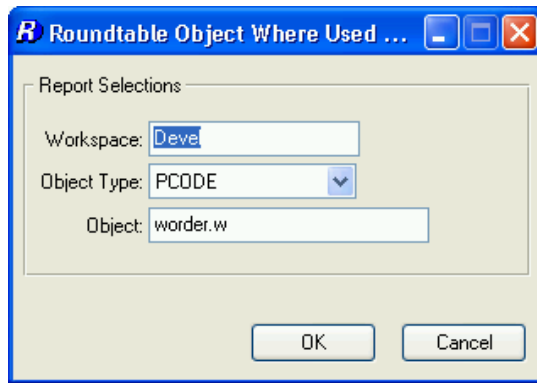 R Roundtable Object Where Used ...
Report Selections
Workspace: Devel
Object Type: PCODE
Object: worder.w
OK Cancel